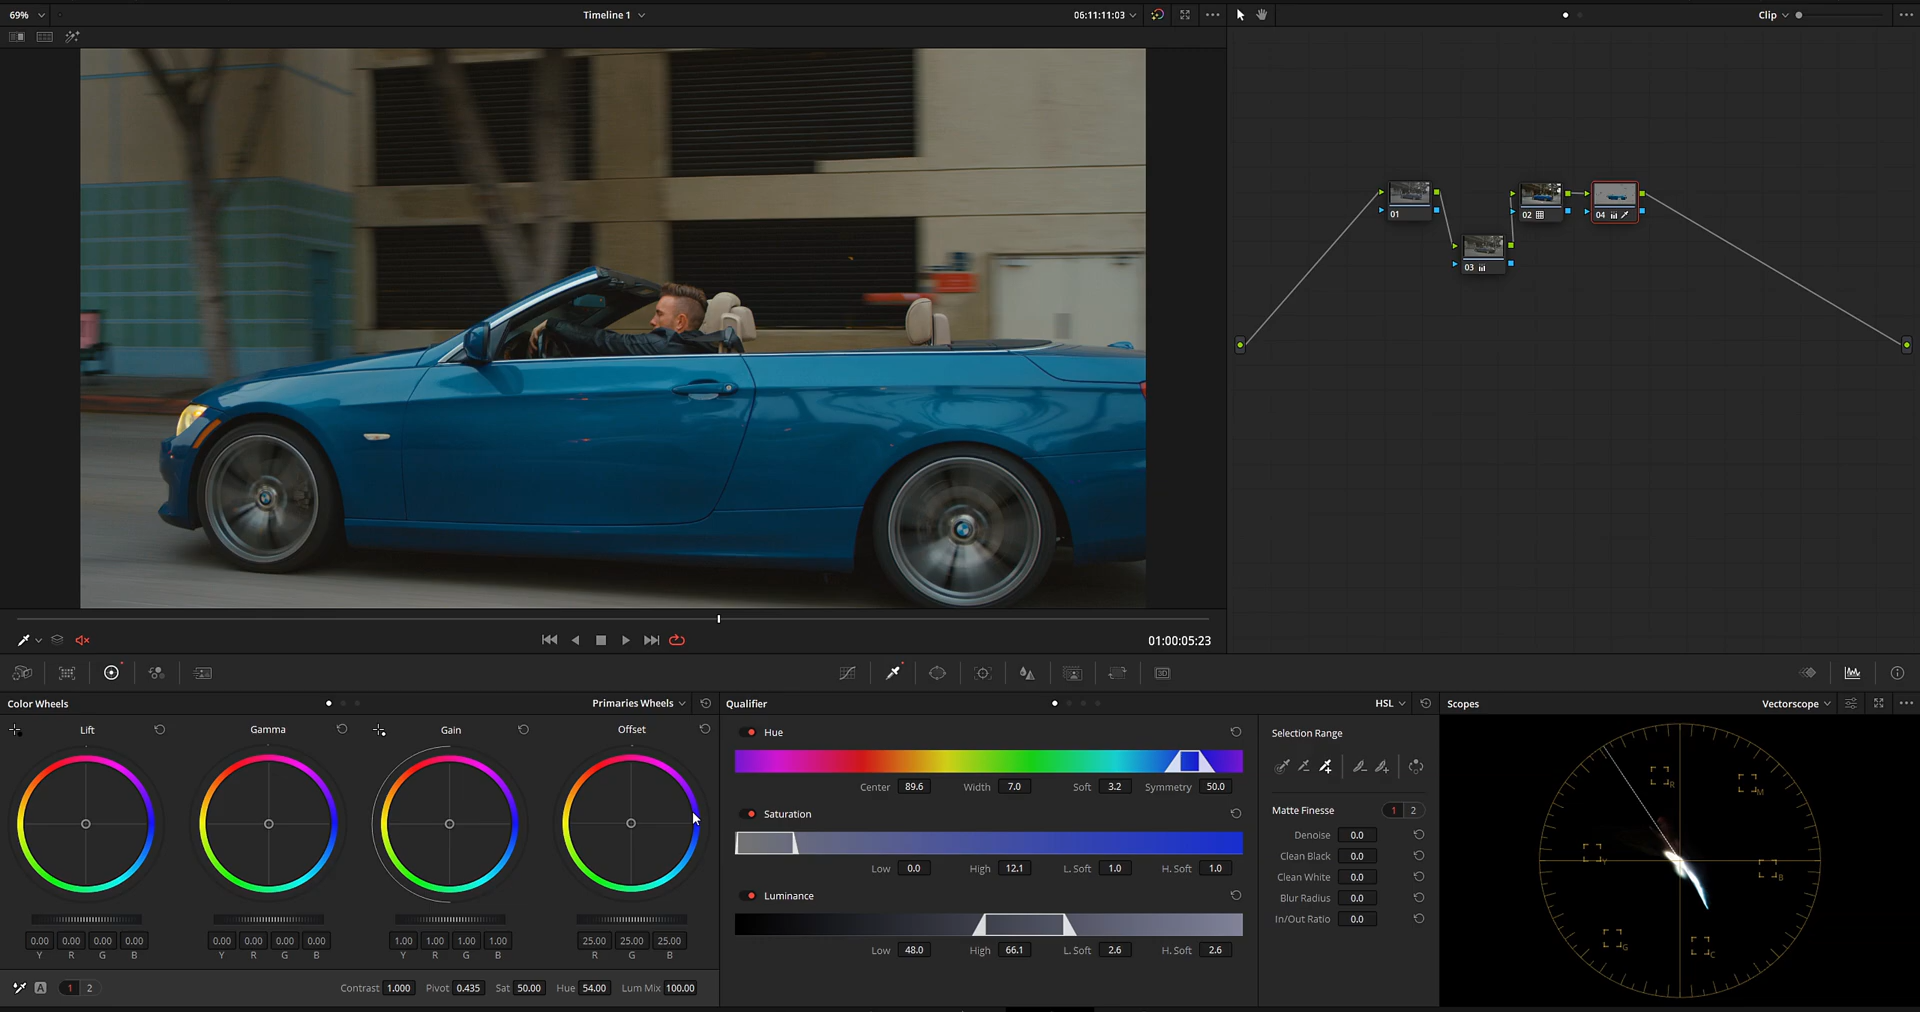 69%
Timeline 1
06:11:11:03
Clip
01
02
04
03
01:00:05:23
Color Wheels
Primaries Wheels
Qualifier
HSL
Scopes
Vectorscope
Lift
Gamma
Gain
Offset
Hue
Center 89.6 Width 7.0 Soft 3.2 Symmetry 50.0
Saturation
Low 0.0 High 12.1 L. Soft 1.0 H. Soft 1.0
Luminance
Low 48.0 High 66.1 L. Soft 2.6 H. Soft 2.6
Selection Range
Matte Finesse 1 2
Denoise 0.0
Clean Black 0.0
Clean White 0.0
Blur Radius 0.0
In/Out Ratio 0.0
0.00 0.00 0.00 0.00
Y R G B
0.00 0.00 0.00 0.00
Y R G B
1.00 1.00 1.00 1.00
Y R G B
25.00 25.00 25.00
R G B
A 1 2
Contrast 1.000 Pivot 0.435 Sat 50.00 Hue 54.00 Lum Mix 100.00
R
M
Y
B
G
C
3D